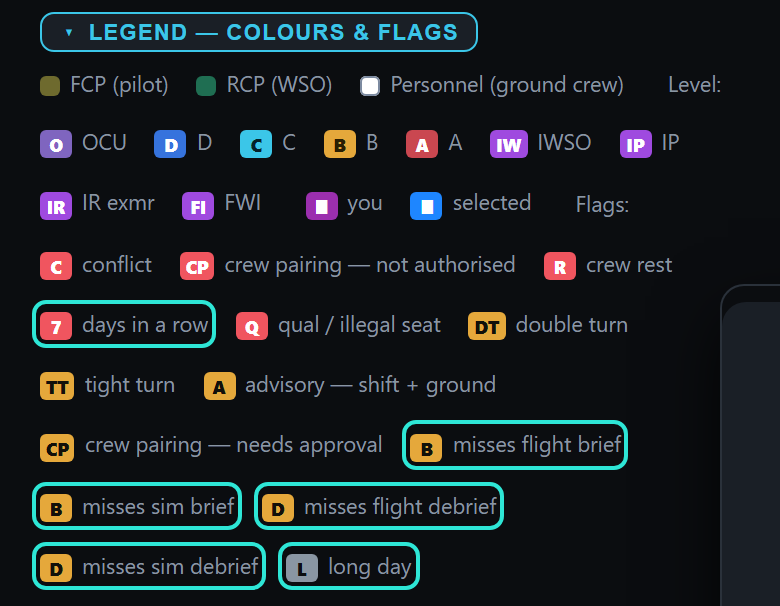 ▼ LEGEND — COLOURS & FLAGS
FCP (pilot) RCP (WSO) Personnel (ground crew) Level:
O OCU D D C C B B A A IW IWSO IP IP
IR IR exmr FI FWI you selected Flags:
C conflict CP crew pairing — not authorised R crew rest
7 days in a row Q qual / illegal seat DT double turn
TT tight turn A advisory — shift + ground
CP crew pairing — needs approval B misses flight brief
B misses sim brief D misses flight debrief
D misses sim debrief L long day